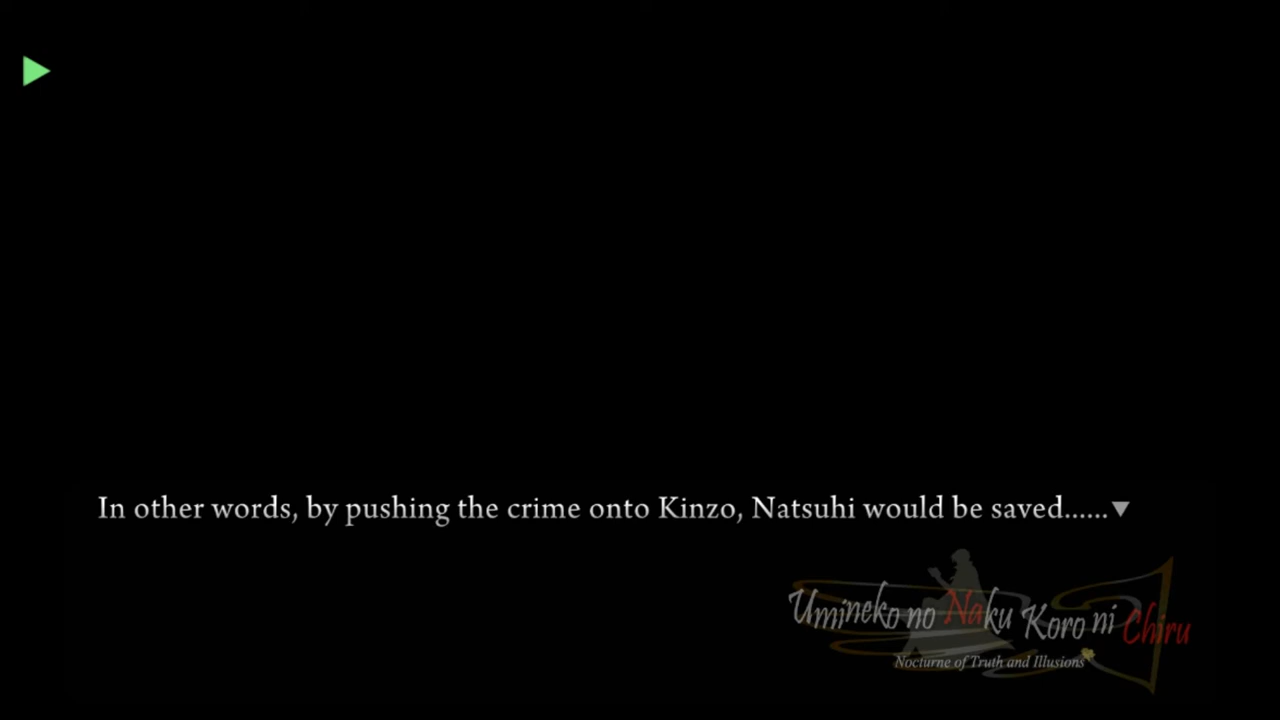 In other words, by pushing the crime onto Kinzo, Natsuhi would be saved......
Umineko no Naku Koro ni Chiru
Nocturne of Truth and Illusions